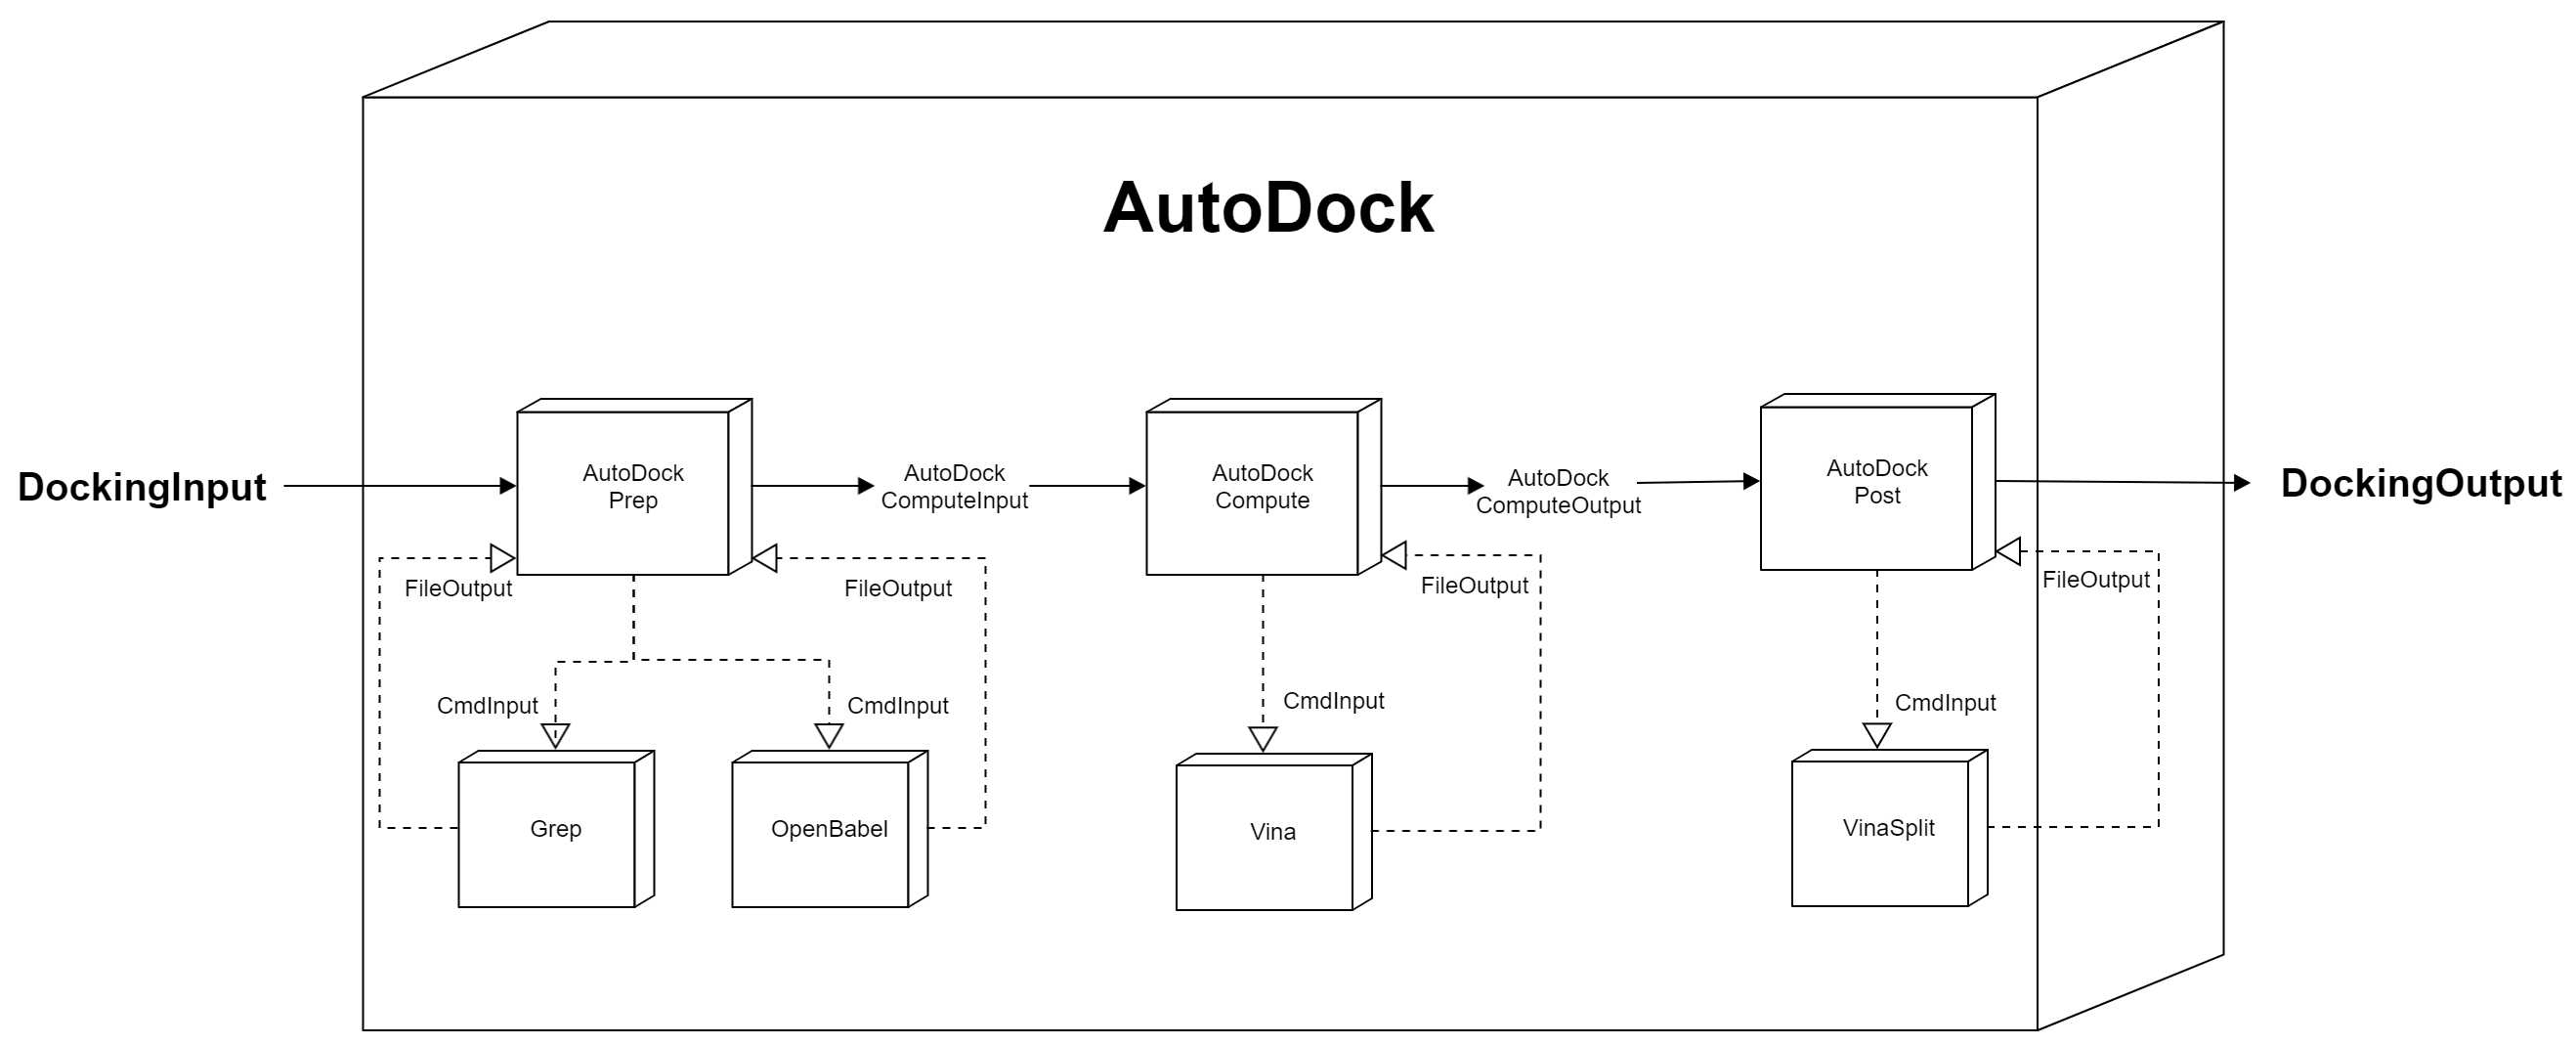 AutoDock
DockingInput
AutoDock
Prep
AutoDock
ComputeInput
AutoDock
Compute
AutoDock
ComputeOutput
AutoDock
Post
DockingOutput
FileOutput
FileOutput
FileOutput
FileOutput
CmdInput
CmdInput
CmdInput
CmdInput
Grep
OpenBabel
Vina
VinaSplit